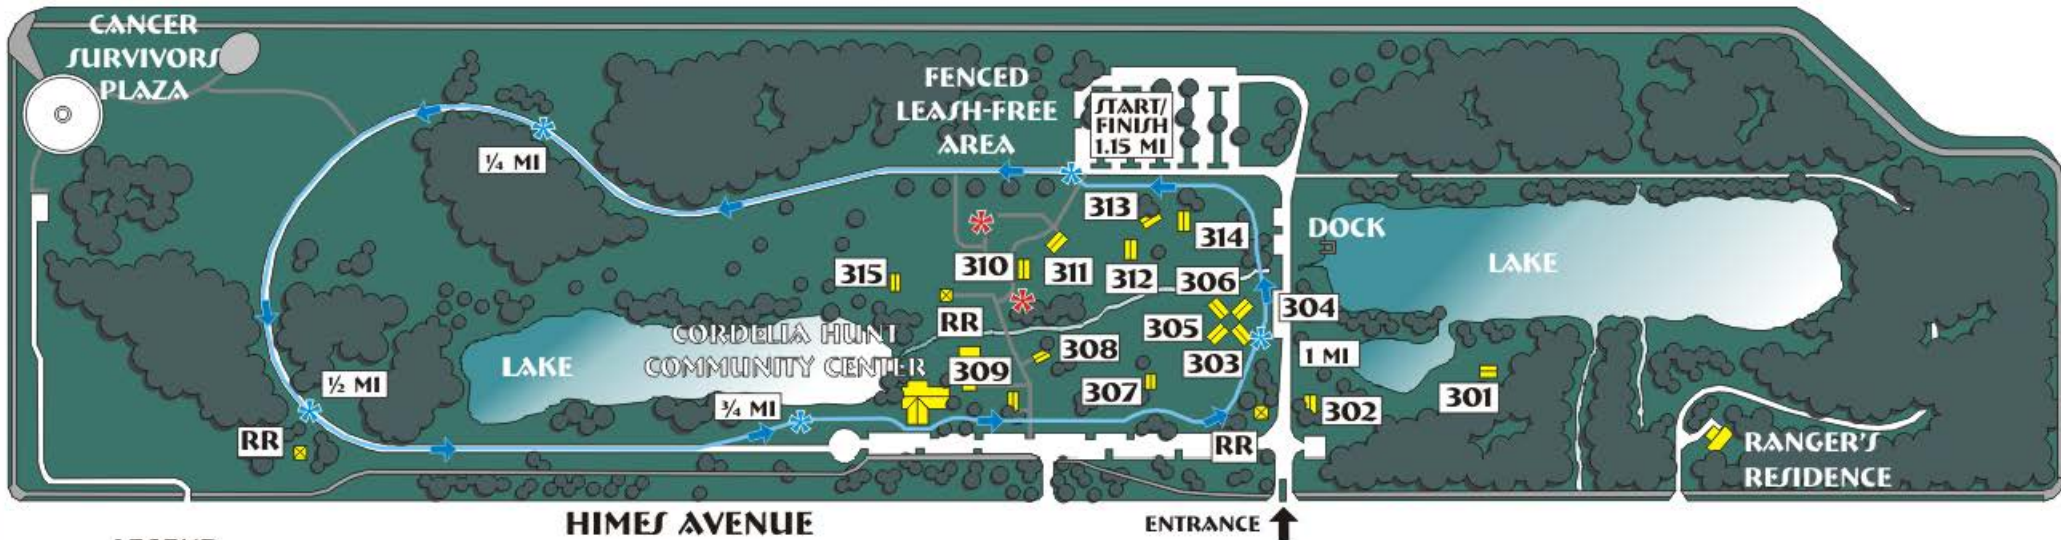 CANCER
SURVIVORS
PLAZA
FENCED
LEASH-FREE
AREA
START/
FINISH
1.15 MI
¼ MI
313
314
DOCK
LAKE
315
310
311
312
306
304
RR
305
CORDELIA HUNT
COMMUNITY CENTER
LAKE
308
303
1 MI
309
½ MI
307
301
¾ MI
302
RR
RR
RANGER'S
RESIDENCE
HIMES AVENUE
ENTRANCE